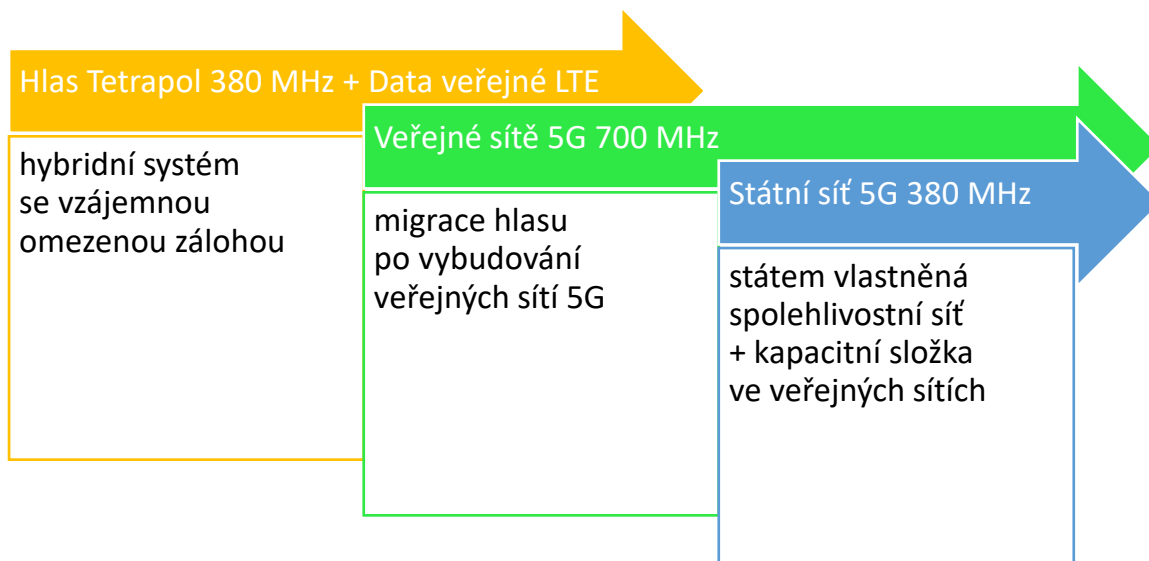 Hlas Tetrapol 380 MHz + Data veřejné LTE
hybridní systém
se vzájemnou
omezenou zálohou
Veřejné sítě 5G 700 MHz
migrace hlasu
po vybudování
veřejných sítí 5G
Státní síť 5G 380 MHz
státem vlastněná
spolehlivostní síť
+ kapacitní složka
ve veřejných sítích